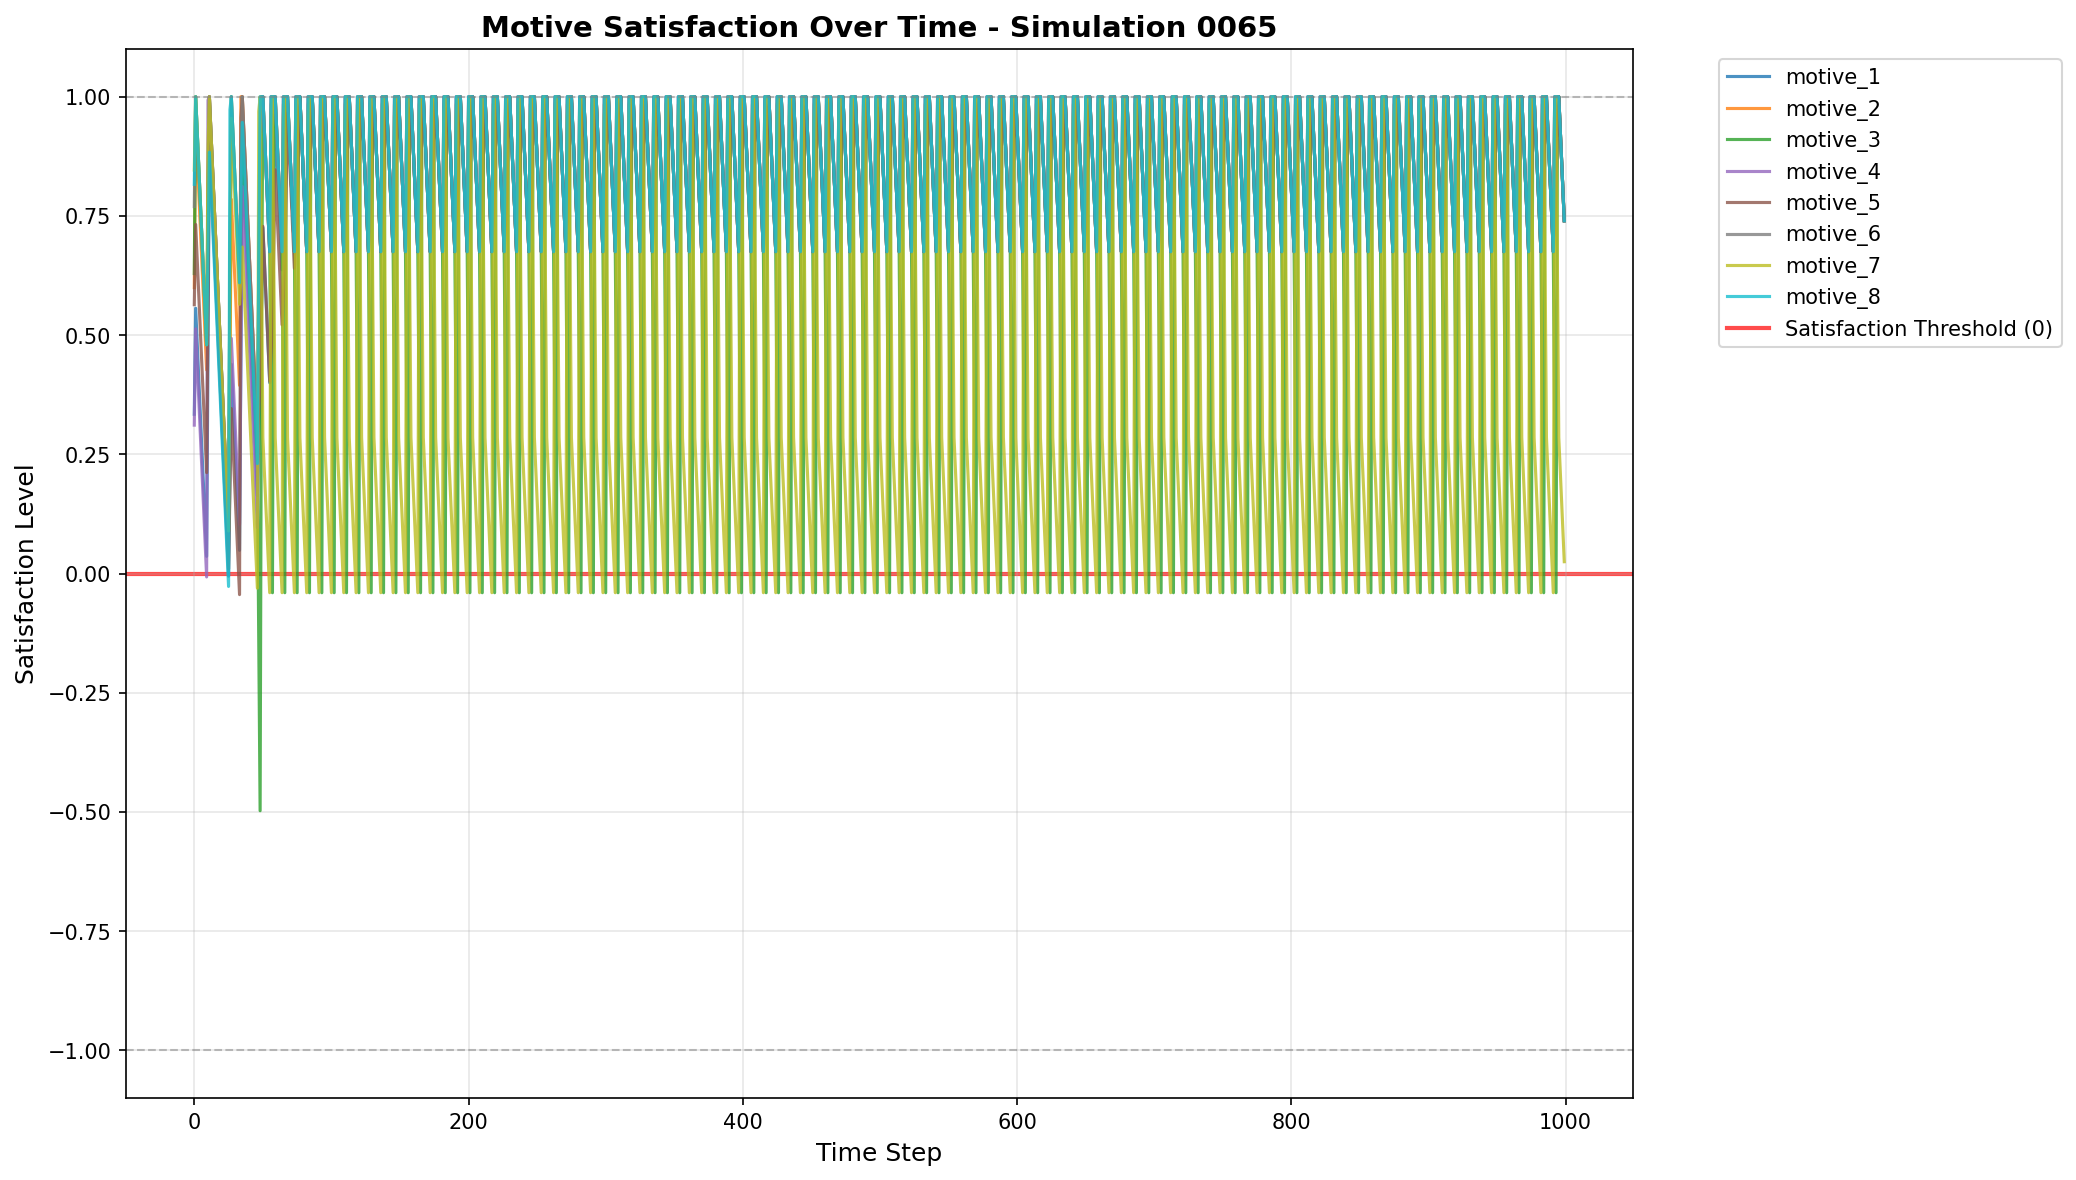 Motive Satisfaction Over Time - Simulation 0065
Satisfaction Level
1.00
0.75
0.50
0.25
0.00
−0.25
−0.50
−0.75
−1.00
0
200
400
600
800
1000
Time Step
motive_1
motive_2
motive_3
motive_4
motive_5
motive_6
motive_7
motive_8
Satisfaction Threshold (0)